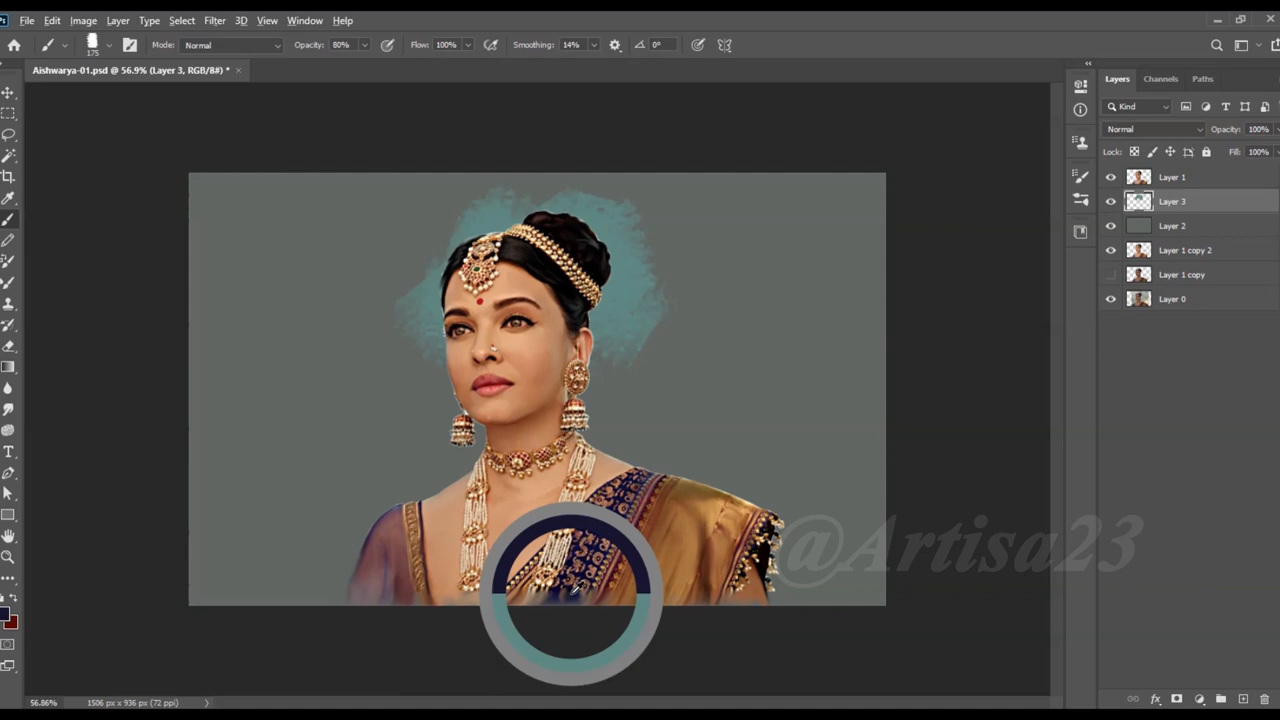 Ps File Edit Image Layer Type Select Filter 3D View Window Help
175 Mode: Normal Opacity: 80% Flow: 100% Smoothing: 14% 0°
Aishwarya-01.psd @ 56.9% (Layer 3, RGB/8#) * ×
Layers Channels Paths
Kind
Normal Opacity: 100%
Lock: Fill: 100%
Layer 1
Layer 3
Layer 2
Layer 1 copy 2
Layer 1 copy
Layer 0
@Artisa23
56.86% 1506 px x 936 px (72 ppi)